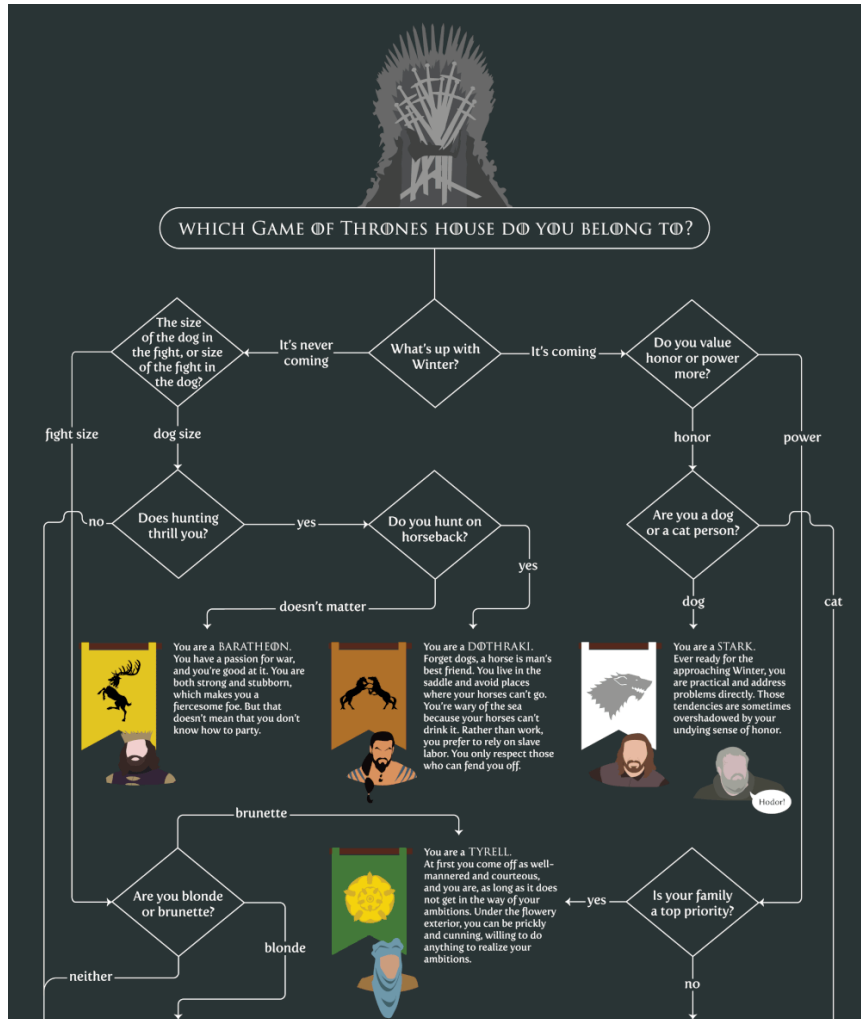 WHICH GAME OF THRONES HOUSE DO YOU BELONG TO?
The size
of the dog in
the fight, or size
of the fight in
the dog?
It's never
coming
What's up with
Winter?
It's coming
Do you value
honor or power
more?
fight size
dog size
honor
power
no
Does hunting
thrill you?
yes
Do you hunt on
horseback?
Are you a dog
or a cat person?
yes
doesn't matter
dog
cat
You are a BARATHEON.
You have a passion for war,
and you're good at it. You are
both strong and stubborn,
which makes you a
fiercesome foe. But that
doesn't mean that you don't
know how to party.
You are a DOTHRAKI.
Forget dogs, a horse is man's
best friend. You live in the
saddle and avoid places
where your horses can't go.
You're wary of the sea
because your horses can't
drink it. Rather than work,
you prefer to rely on slave
labor. You only respect those
who can fend you off.
You are a STARK.
Ever ready for the
approaching Winter, you
are practical and address
problems directly. Those
tendencies are sometimes
overshadowed by your
undying sense of honor.
Hodor!
brunette
Are you blonde
or brunette?
You are a TYRELL.
At first you come off as well-
mannered and courteous,
and you are, as long as it does
not get in the way of your
ambitions. Under the flowery
exterior, you can be prickly
and cunning, willing to do
anything to realize your
ambitions.
yes
Is your family
a top priority?
blonde
neither
no